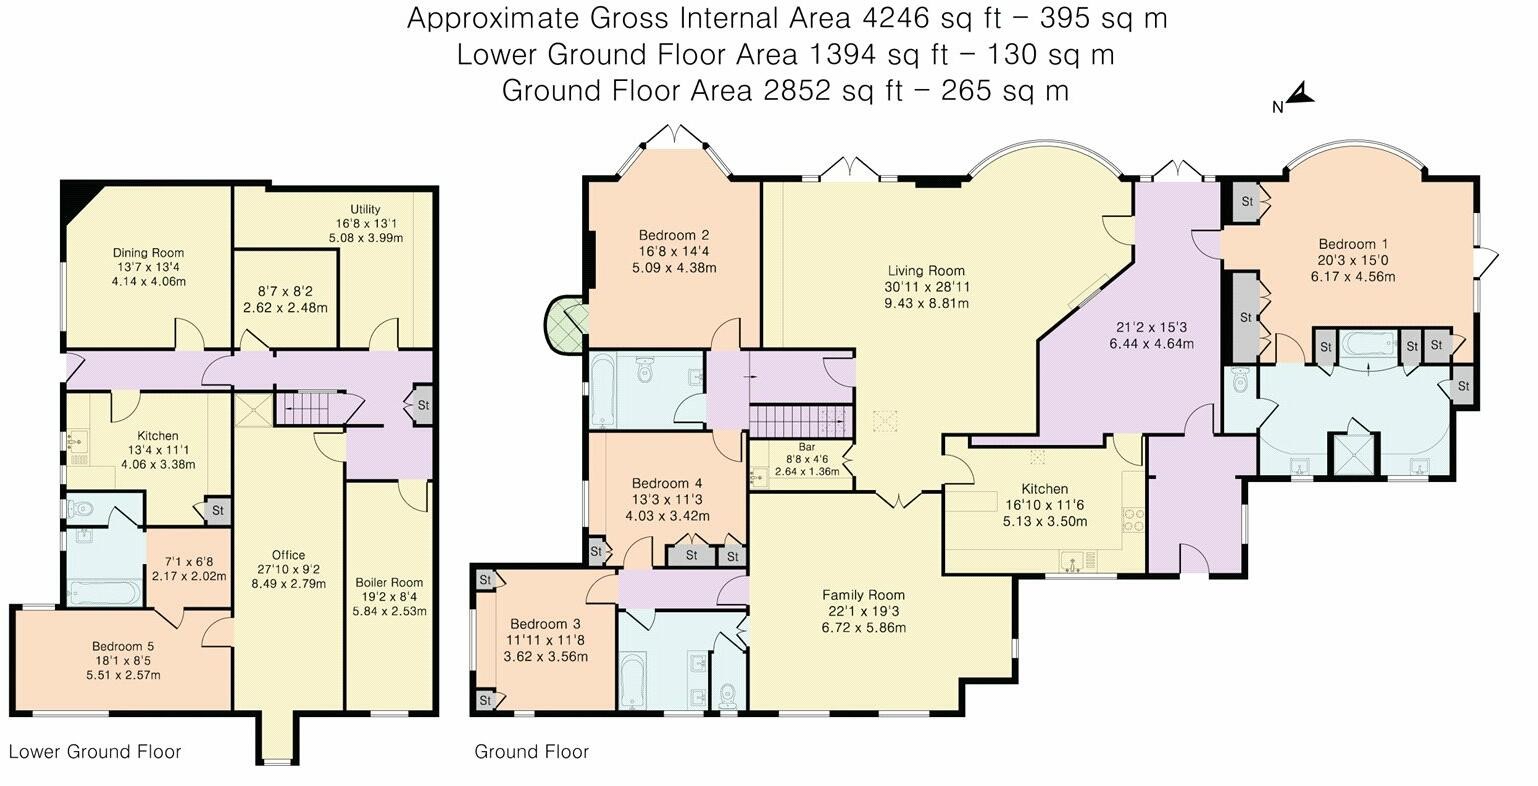 Approximate Gross Internal Area 4246 sq ft – 395 sq m
Lower Ground Floor Area 1394 sq ft – 130 sq m
Ground Floor Area 2852 sq ft – 265 sq m
N
Utility
16'8 x 13'1
5.08 x 3.99m
Dining Room
13'7 x 13'4
4.14 x 4.06m
8'7 x 8'2
2.62 x 2.48m
St
Kitchen
13'4 x 11'1
4.06 x 3.38m
St
7'1 x 6'8
2.17 x 2.02m
Office
27'10 x 9'2
8.49 x 2.79m
Boiler Room
19'2 x 8'4
5.84 x 2.53m
Bedroom 5
18'1 x 8'5
5.51 x 2.57m
Lower Ground Floor
Bedroom 2
16'8 x 14'4
5.09 x 4.38m
Living Room
30'11 x 28'11
9.43 x 8.81m
21'2 x 15'3
6.44 x 4.64m
St
Bedroom 1
20'3 x 15'0
6.17 x 4.56m
St
St
St
St
St
Bar
8'8 x 4'6
2.64 x 1.36m
Bedroom 4
13'3 x 11'3
4.03 x 3.42m
St
St
St
Kitchen
16'10 x 11'6
5.13 x 3.50m
St
Bedroom 3
11'11 x 11'8
3.62 x 3.56m
St
Family Room
22'1 x 19'3
6.72 x 5.86m
Ground Floor